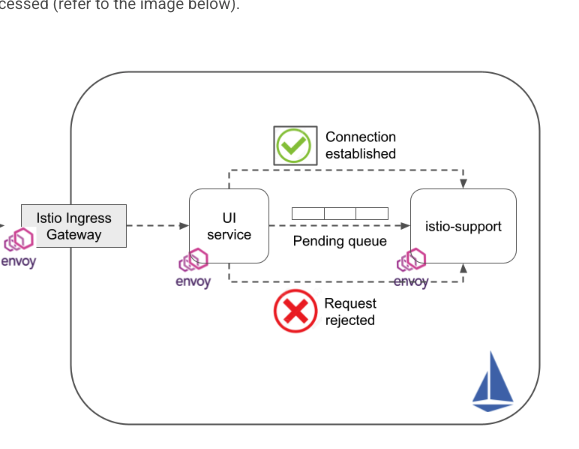 cessed (refer to the image below).
Connection
established
Istio Ingress
Gateway
UI
service
istio-support
Pending queue
envoy
envoy
envoy
Request
rejected